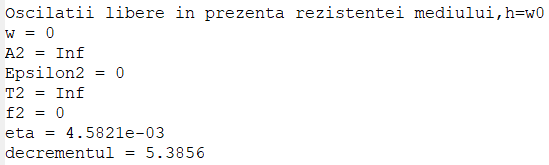 Oscilatii libere in prezenta rezistentei mediului,h=w0
w = 0
A2 = Inf
Epsilon2 = 0
T2 = Inf
f2 = 0
eta = 4.5821e-03
decrementul = 5.3856